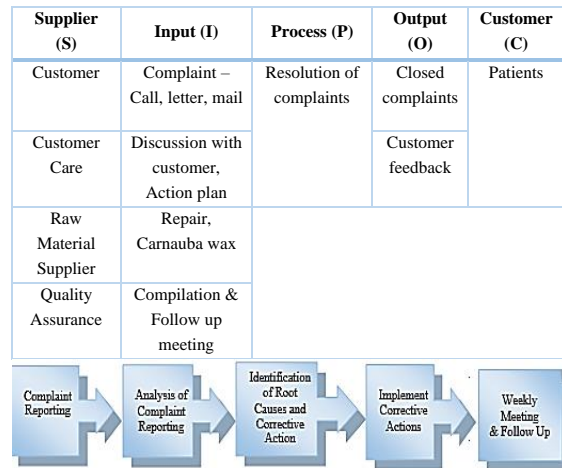 Supplier
(S)
Input (I)
Process (P)
Output
(O)
Customer
(C)
Customer
Complaint –
Call, letter, mail
Resolution of
complaints
Closed
complaints
Patients
Customer
Care
Discussion with
customer,
Action plan
Customer
feedback
Raw
Material
Supplier
Repair,
Carnauba wax
Quality
Assurance
Compilation &
Follow up
meeting
Complaint
Reporting
Analysis of
Complaint
Reporting
Identification
of Root
Causes and
Corrective
Action
Implement
Corrective
Actions
Weekly
Meeting
& Follow Up